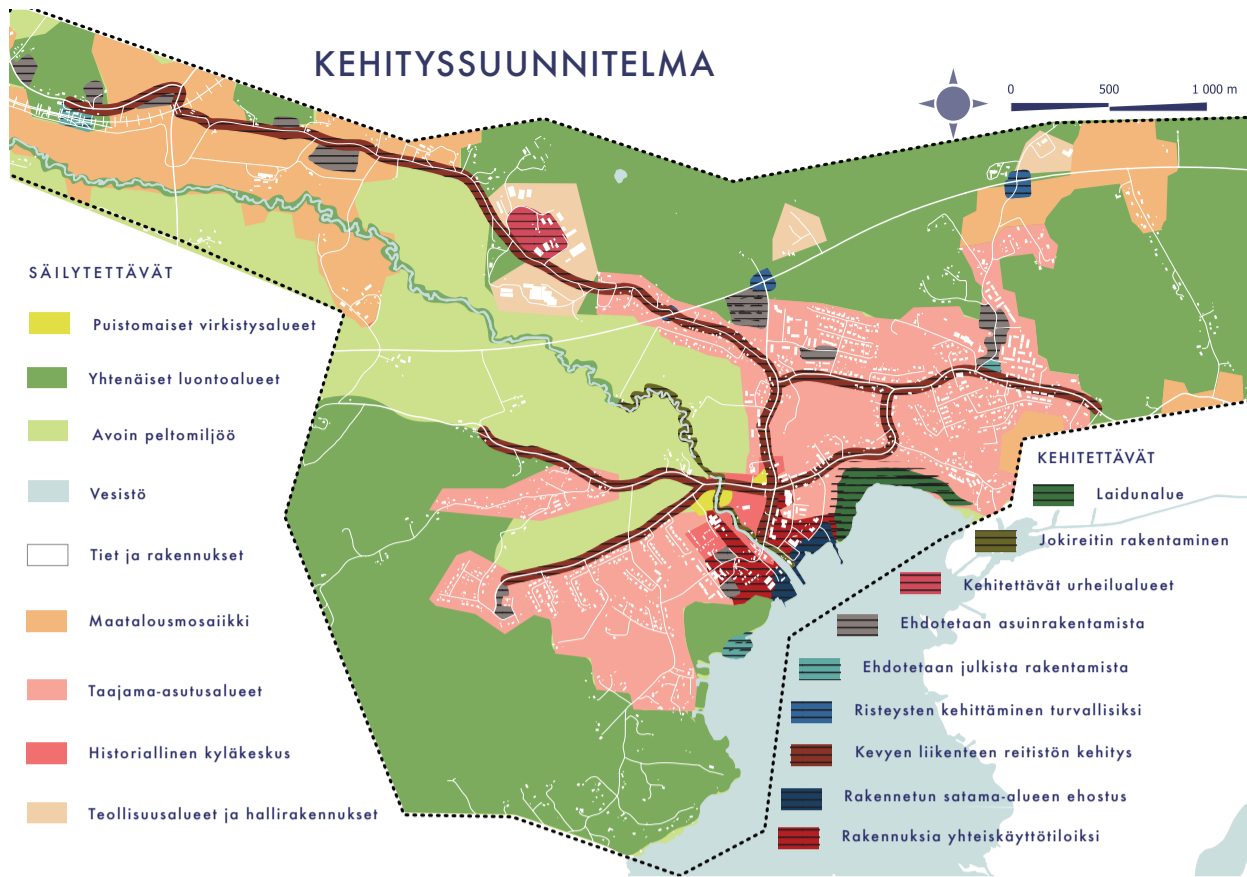 KEHITYSSUUNNITELMA
0 500 1 000 m
SÄILYTETTÄVÄT
Puistomaiset virkistysalueet
Yhtenäiset luontoalueet
Avoin peltomiljöö
Vesistö
Tiet ja rakennukset
Maatalousmosaiikki
Taajama-asutusalueet
Historiallinen kyläkeskus
Teollisuusalueet ja hallirakennukset
KEHITETTÄVÄT
Laidunalue
Jokireitin rakentaminen
Kehitettävät urheilualueet
Ehdotetaan asuinrakentamista
Ehdotetaan julkista rakentamista
Risteysten kehittäminen turvallisiksi
Kevyen liikenteen reitistön kehitys
Rakennetun satama-alueen ehostus
Rakennuksia yhteiskäyttötiloiksi